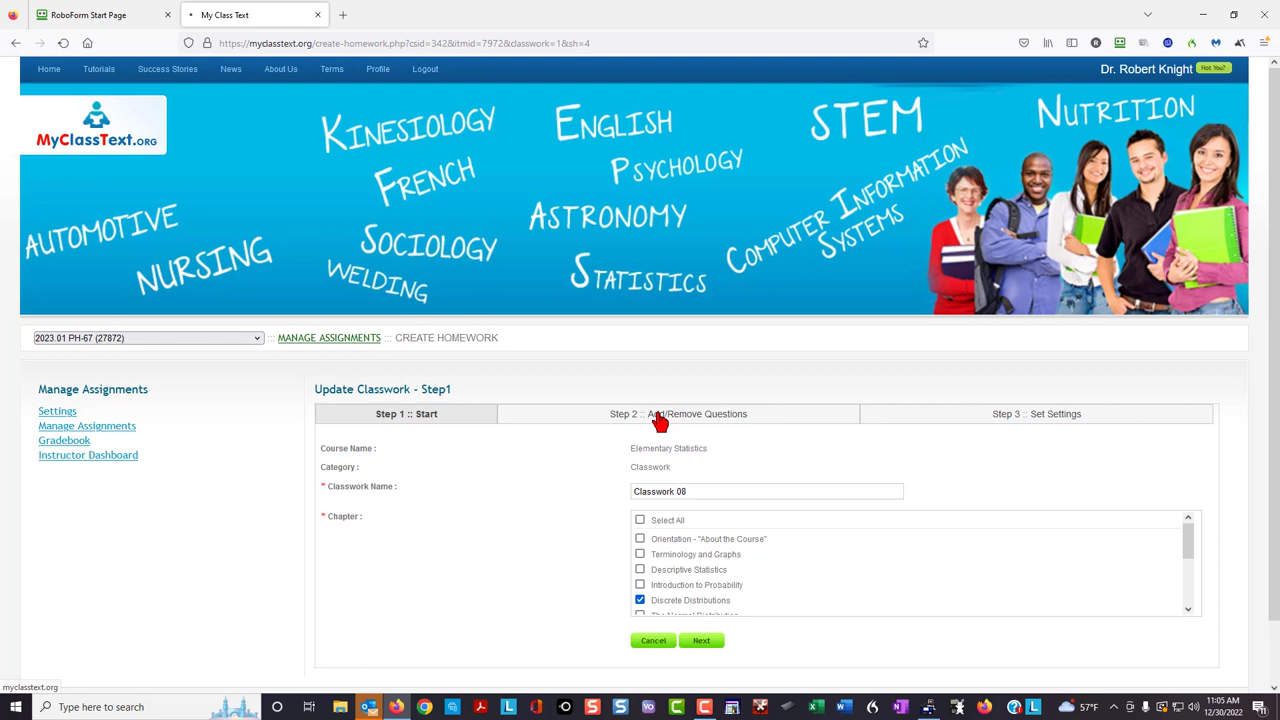 RoboForm Start Page
My Class Text
https://myclasstext.org/create-homework.php?csid=342&itmid=7972&classwork=1&sh=4
Home
Tutorials
Success Stories
News
About Us
Terms
Profile
Logout
Dr. Robert Knight
Not You?
MyClassText.org
Kinesiology
English
STEM
Nutrition
French
Psychology
Automotive
Astronomy
Computer Information Systems
Nursing
Sociology
Welding
Statistics
2023.01 PH-67 (27872)
::: MANAGE ASSIGNMENTS ::: CREATE HOMEWORK
Manage Assignments
Settings
Manage Assignments
Gradebook
Instructor Dashboard
Update Classwork - Step1
Step 1 :: Start
Step 2 :: Add/Remove Questions
Step 3 :: Set Settings
Course Name :
Elementary Statistics
Category :
Classwork
* Classwork Name :
Classwork 08
* Chapter :
Select All
Orientation - "About the Course"
Terminology and Graphs
Descriptive Statistics
Introduction to Probability
Discrete Distributions
The Normal Distribution
Cancel
Next
myclasstext.org
Type here to search
28°F
11:05 AM
12/30/2022